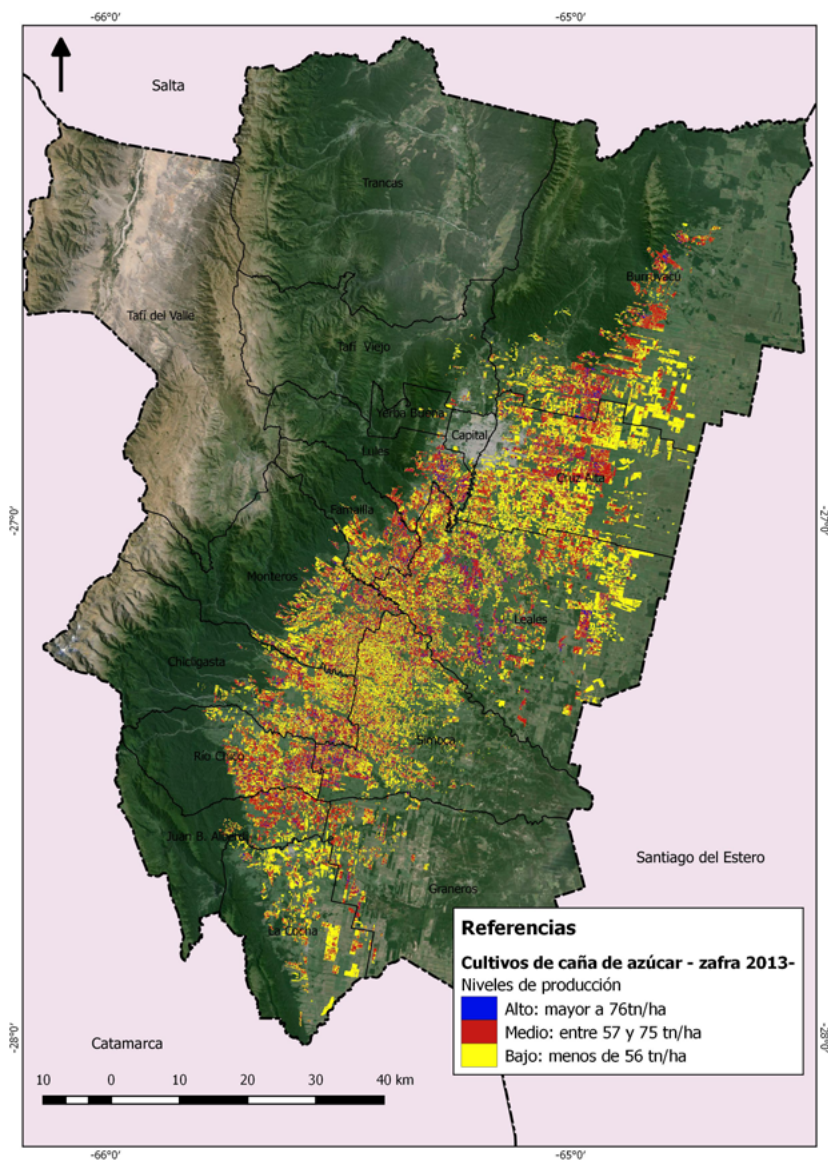 -66°0' -65°0'
Salta
Trancas
Burruyacú
Tafí del Valle
Tafí Viejo
Yerba Buena
Capital
Lules
Cruz Alta
Famailla
-27°0' -27°0'
Monteros
Leales
Chicligasta
Simoca
Río Chico
Juan B. Alberdi
Santiago del Estero
Graneros
La Cocha
Referencias
Cultivos de caña de azúcar - zafra 2013-
Niveles de producción
Alto: mayor a 76tn/ha
Medio: entre 57 y 75 tn/ha
Bajo: menos de 56 tn/ha
-28°0' -28°0'
Catamarca
10 0 10 20 30 40 km
-66°0' -65°0'